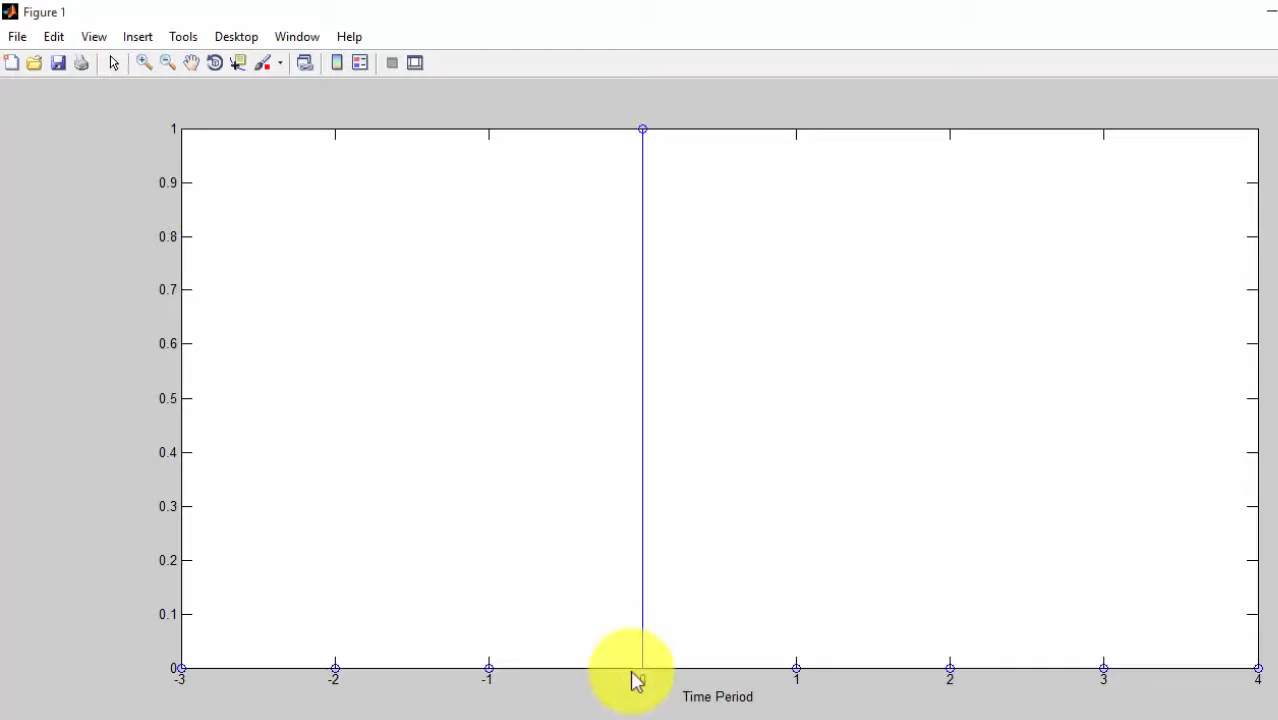 Figure 1
File Edit View Insert Tools Desktop Window Help
1
0.9
0.8
0.7
0.6
0.5
0.4
0.3
0.2
0.1
0
-3 -2 -1 1 2 3 4
Time Period